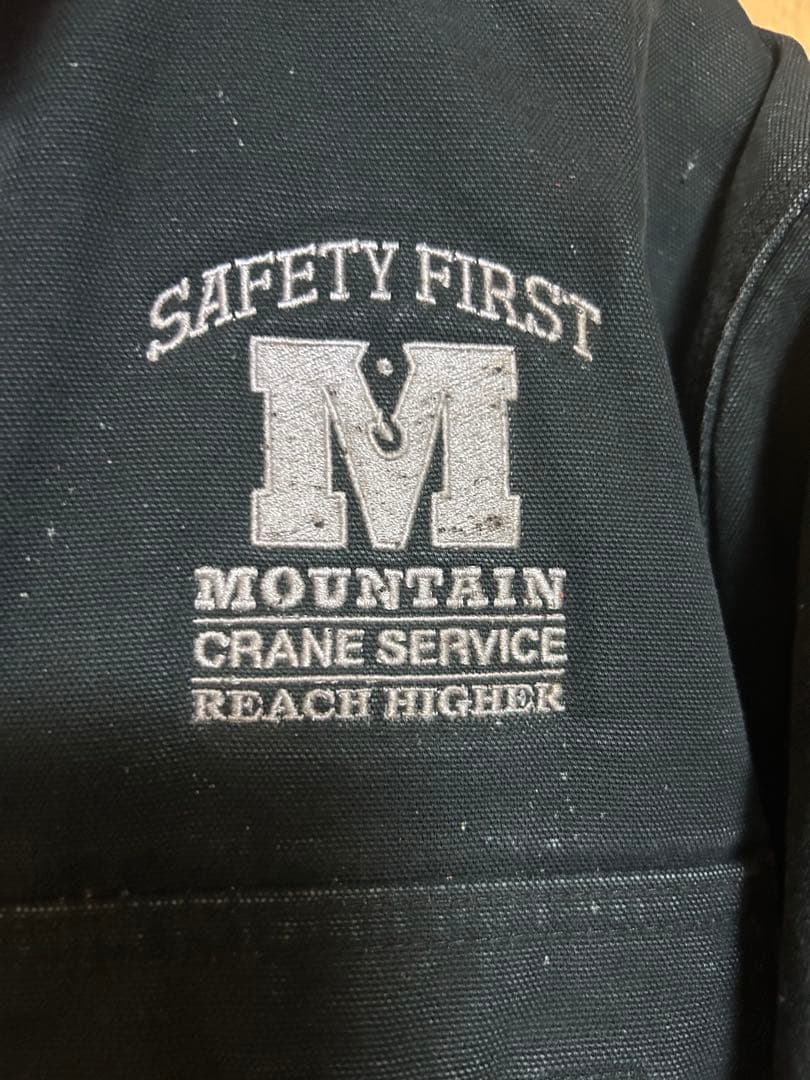 SAFETY FIRST
M
MOUNTAIN
CRANE SERVICE
REACH HIGHER